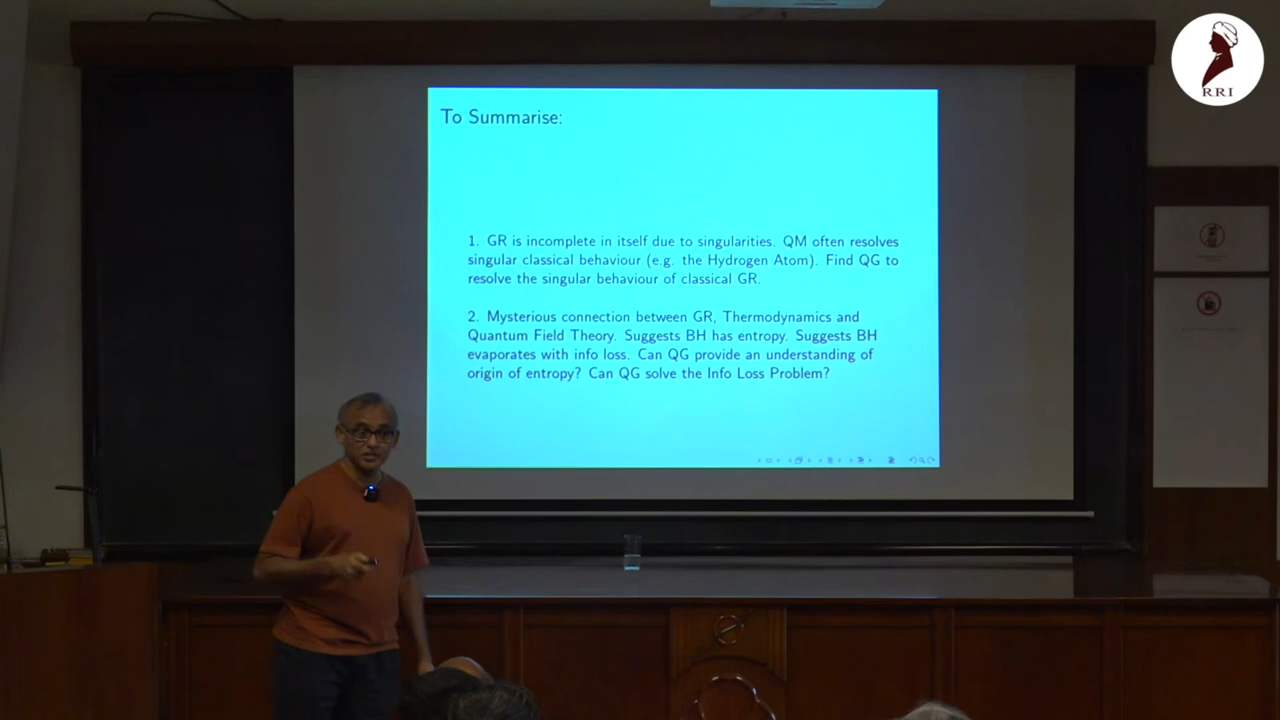 RRI
To Summarise:
1. GR is incomplete in itself due to singularities. QM often resolves
singular classical behaviour (e.g. the Hydrogen Atom). Find QG to
resolve the singular behaviour of classical GR.
2. Mysterious connection between GR, Thermodynamics and
Quantum Field Theory. Suggests BH has entropy. Suggests BH
evaporates with info loss. Can QG provide an understanding of
origin of entropy? Can QG solve the Info Loss Problem?